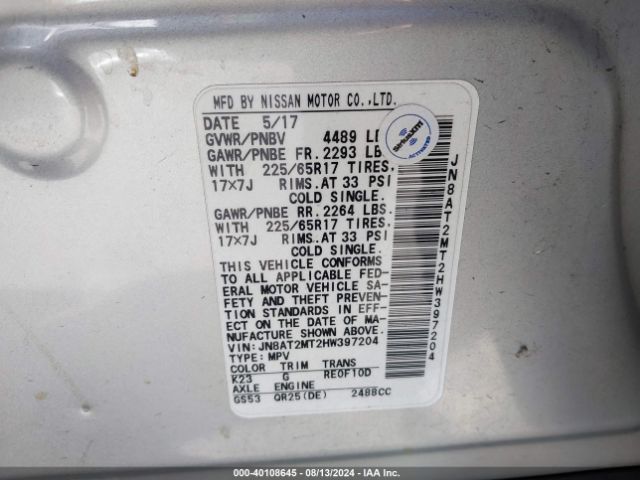 MFD BY NISSAN MOTOR CO.,LTD.
DATE 5/17
GVWR/PNBV 4489
GAWR/PNBE FR. 2293 LB
WITH 225/65R17 TIRES.
17X7J RIMS.AT 33 PSI
COLD SINGLE.
GAWR/PNBE RR. 2264 LBS.
WITH 225/65R17 TIRES.
17X7J RIMS.AT 33 PSI
COLD SINGLE.
THIS VEHICLE CONFORMS
TO ALL APPLICABLE FED-
ERAL MOTOR VEHICLE SA-
FETY AND THEFT PREVEN-
TION STANDARDS IN EFF-
ECT ON THE DATE OF MA-
NUFACTURE SHOWN ABOVE.
VIN: JN8AT2MT2HW397204
TYPE: MPV
COLOR TRIM TRANS
K23 G RE0F10D
AXLE ENGINE
GS53 QR25(DE) 2488CC
JN8AT2MT2HW397204
000-40108645 - 08/13/2024 - IAA Inc.